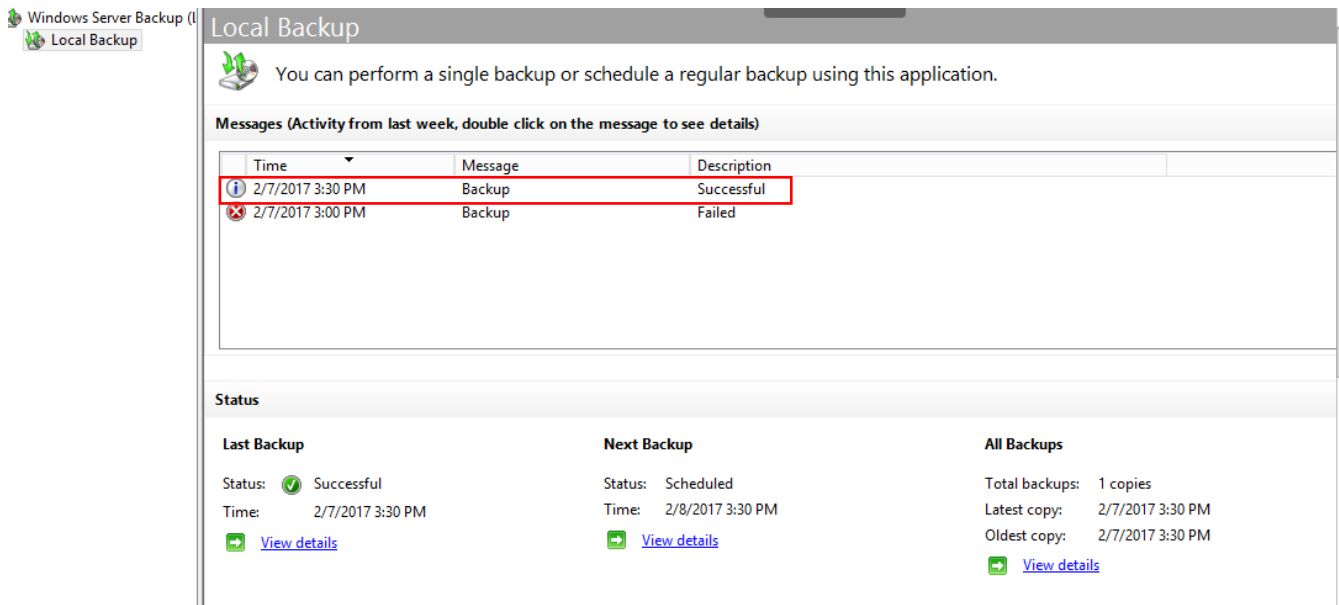 Windows Server Backup (L
Local Backup
Local Backup
You can perform a single backup or schedule a regular backup using this application.
Messages (Activity from last week, double click on the message to see details)
Time Message Description
2/7/2017 3:30 PM Backup Successful
2/7/2017 3:00 PM Backup Failed
Status
Last Backup Next Backup All Backups
Status: Successful Status: Scheduled Total backups: 1 copies
Time: 2/7/2017 3:30 PM Time: 2/8/2017 3:30 PM Latest copy: 2/7/2017 3:30 PM
Oldest copy: 2/7/2017 3:30 PM
View details View details View details